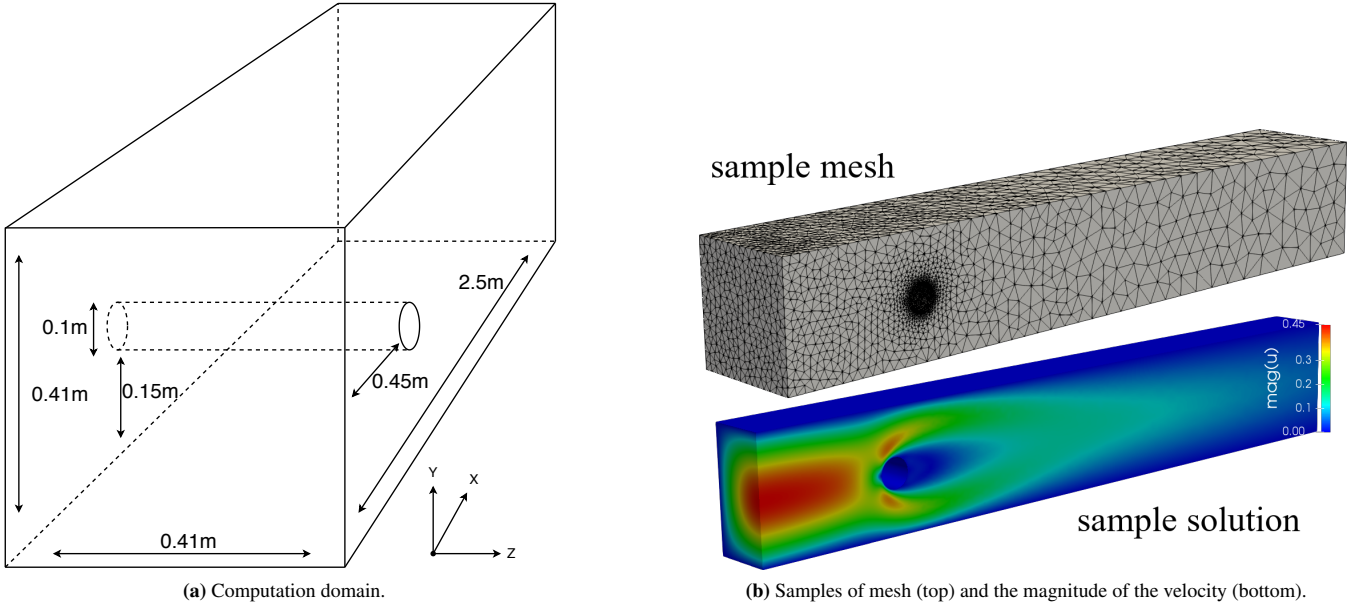 0.1m
0.41m
0.15m
0.45m
2.5m
0.41m
Y
X
Z
(a) Computation domain.
sample mesh
mag(u)
0.45
0.3
0.2
0.1
0.00
sample solution
(b) Samples of mesh (top) and the magnitude of the velocity (bottom).